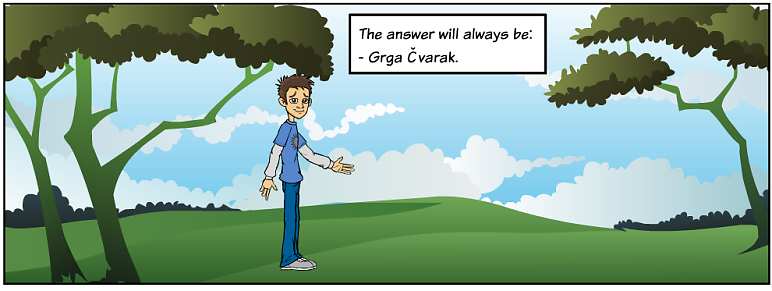 The answer will always be:
- Grga Čvarak.